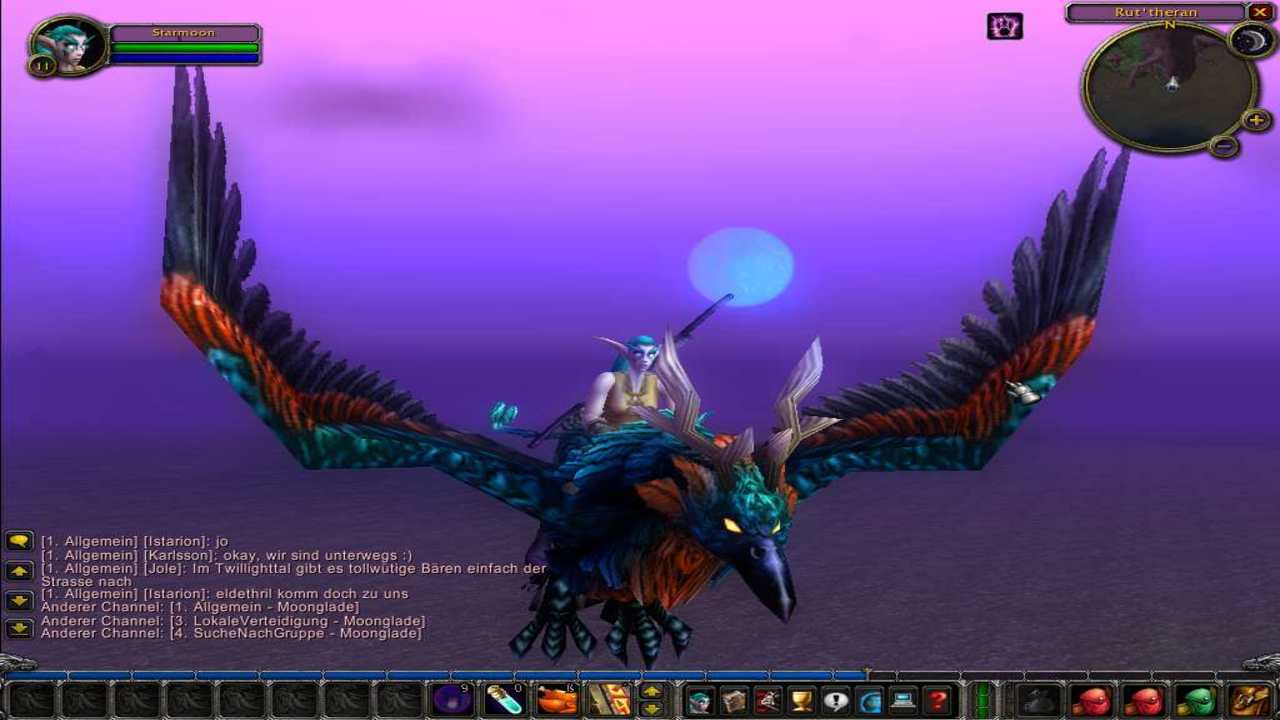 Starmoon
11
Rut'theran
N
[1. Allgemein] [Istarion]: jo
[1. Allgemein] [Karlsson]: okay, wir sind unterwegs :)
[1. Allgemein] [Jole]: Im Twillighttal gibt es tollwütige Bären einfach der
Strasse nach
[1. Allgemein] [Istarion]: eldethril komm doch zu uns
Anderer Channel: [1. Allgemein - Moonglade]
Anderer Channel: [3. LokaleVerteidigung - Moonglade]
Anderer Channel: [4. SucheNachGruppe - Moonglade]
9 0